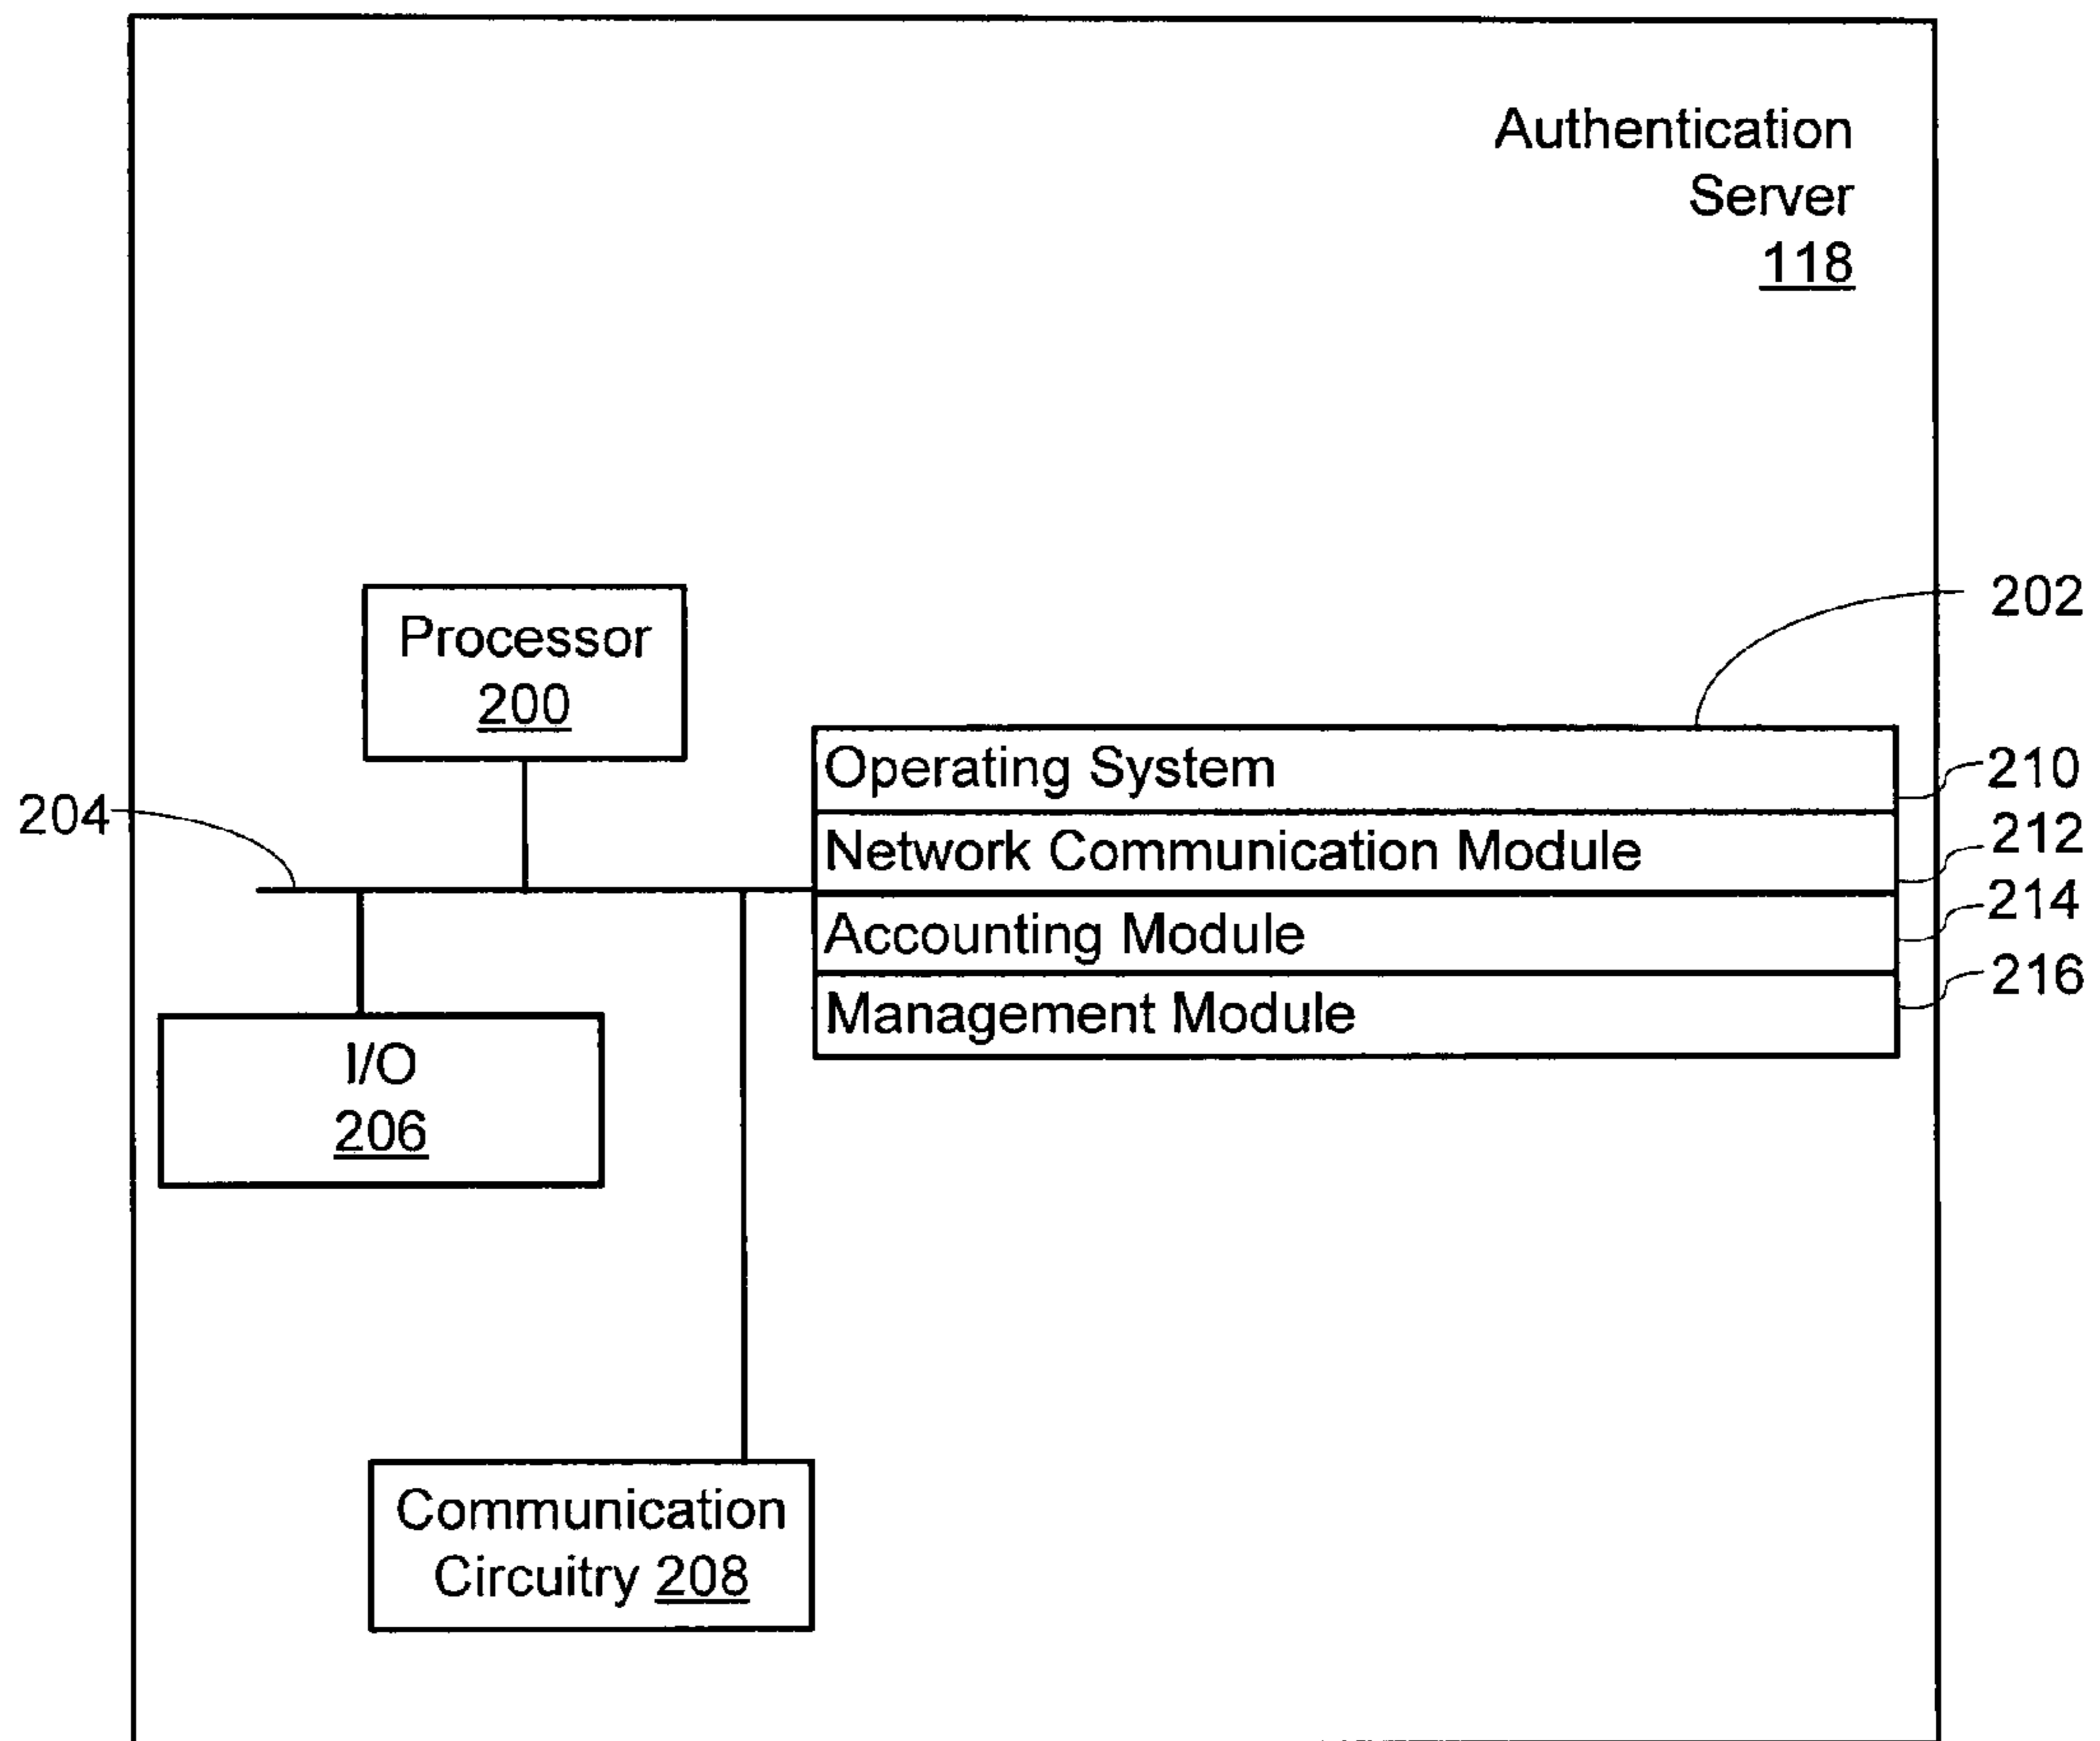 Authentication
Server
118
Processor
200
202
Operating System
210
204
Network Communication Module
212
Accounting Module
214
Management Module
216
I/O
206
Communication
Circuitry 208